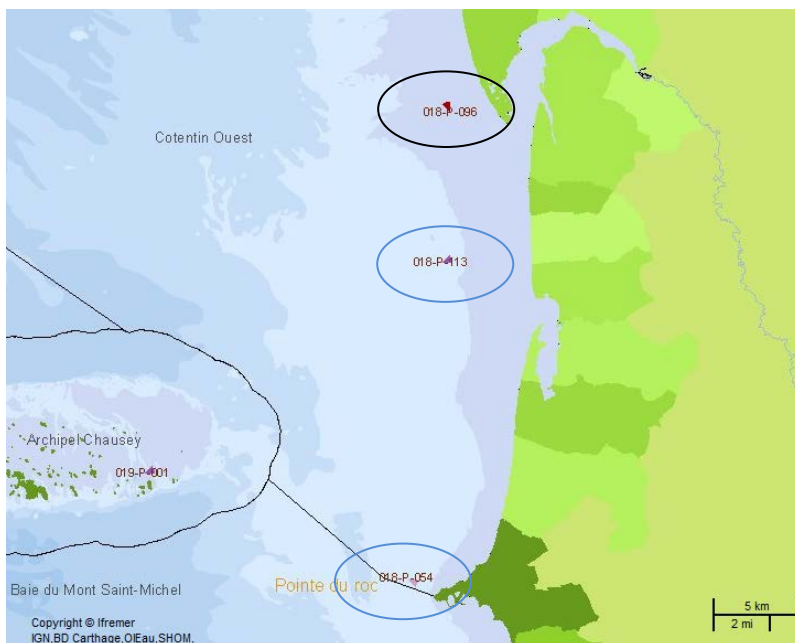 018-P-096
Cotentin Ouest
018-P-113
Archipel Chausey
019-P-001
018-P-054
Pointe du roc
Baie du Mont Saint-Michel
5 km
2 mi
Copyright © Ifremer
IGN,BD Carthage,OIEau,SHOM,